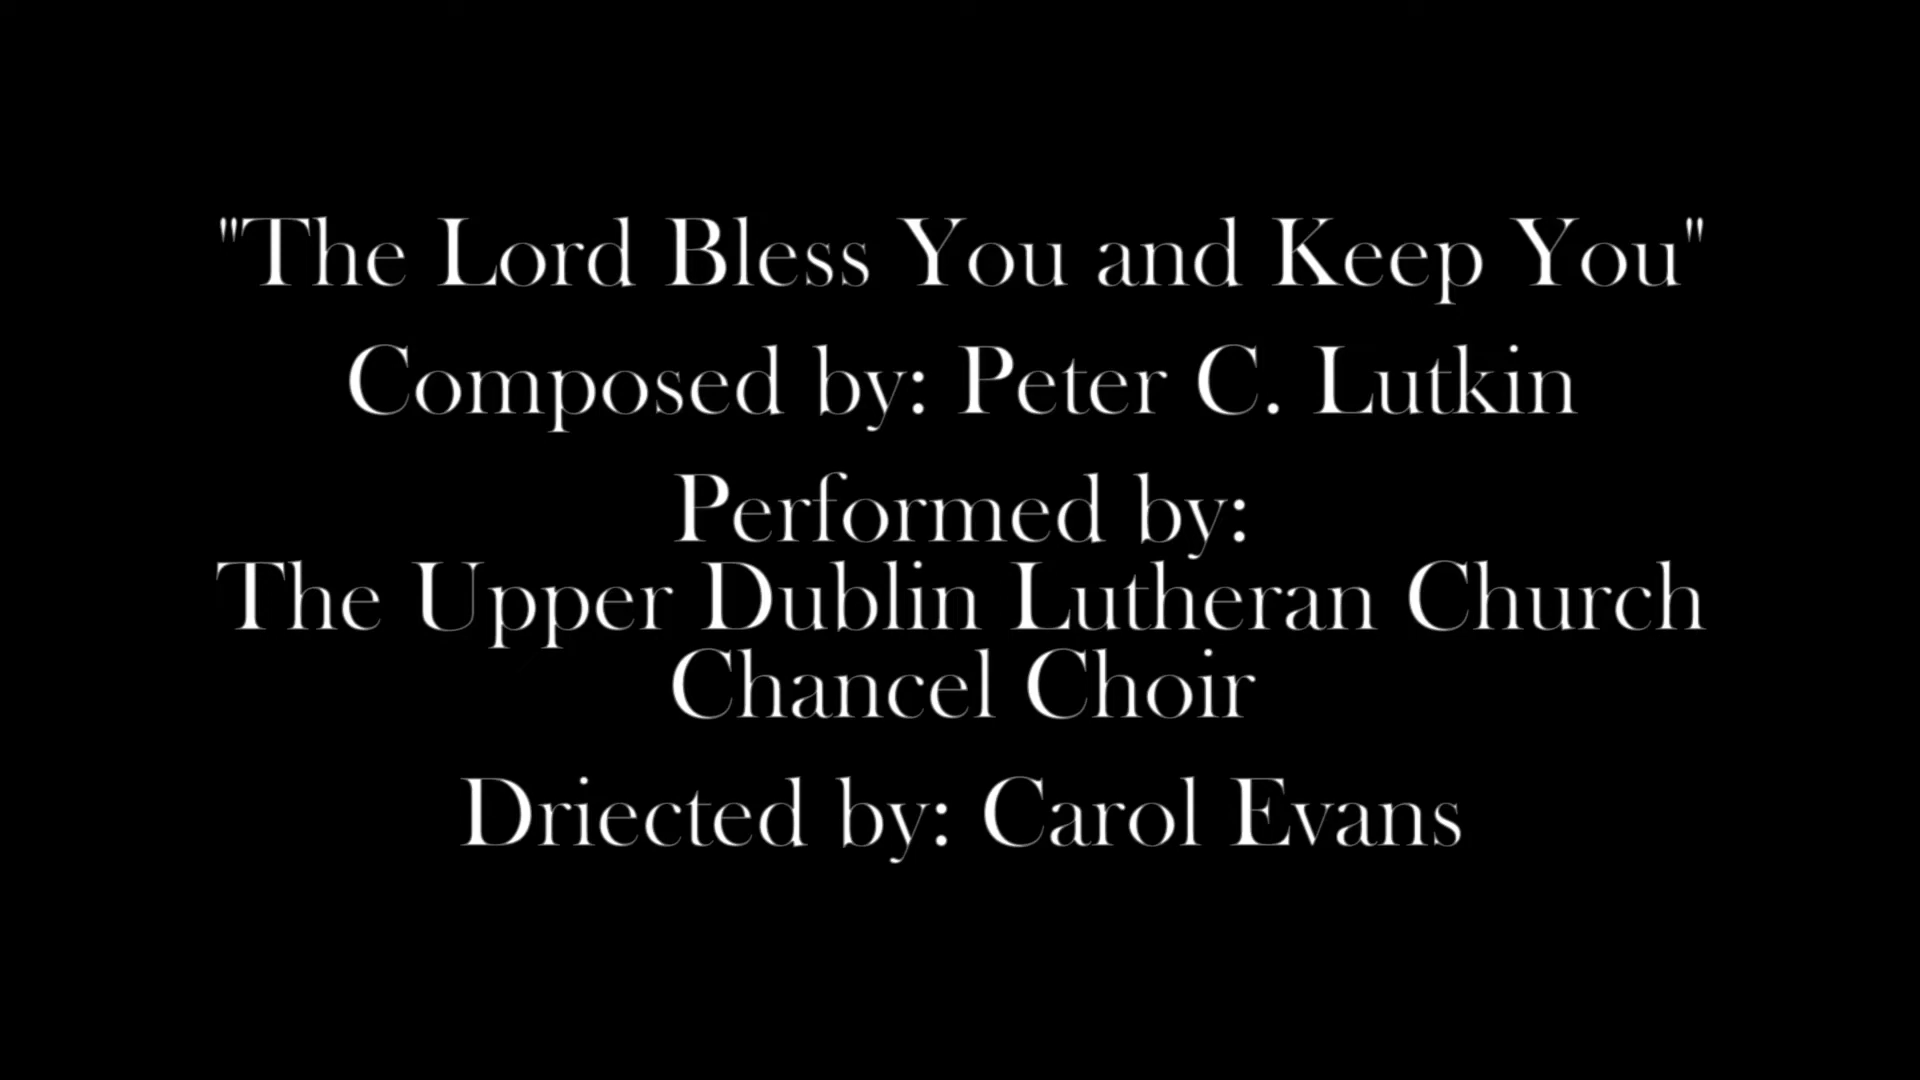 "The Lord Bless You and Keep You"
Composed by: Peter C. Lutkin
Performed by:
The Upper Dublin Lutheran Church
Chancel Choir
Driected by: Carol Evans